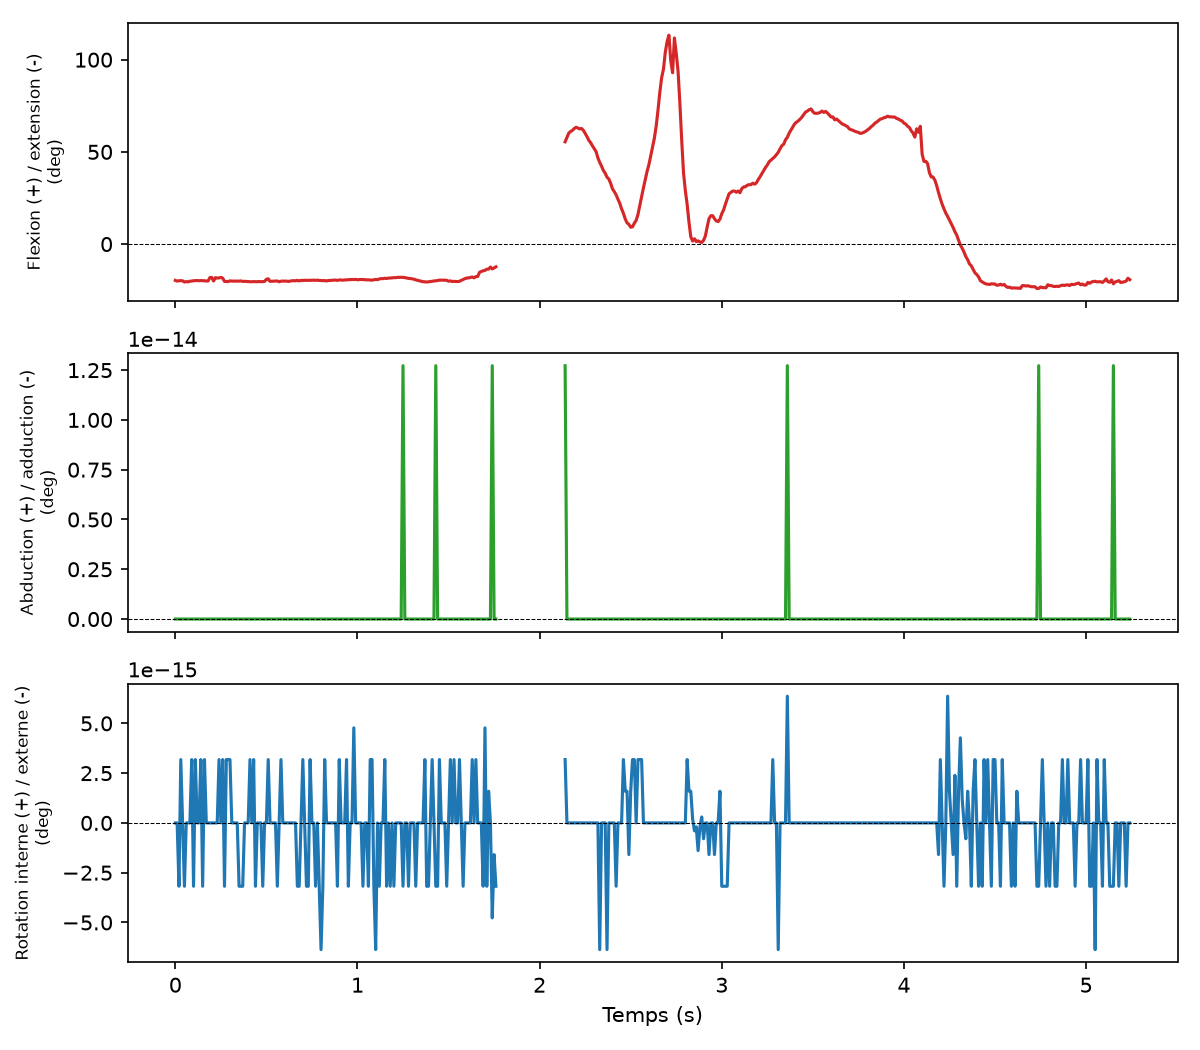 Flexion (+) / extension (-)
(deg)
100
50
0
1e−14
Abduction (+) / adduction (-)
(deg)
1.25
1.00
0.75
0.50
0.25
0.00
1e−15
Rotation interne (+) / externe (-)
(deg)
5.0
2.5
0.0
−2.5
−5.0
0 1 2 3 4 5
Temps (s)